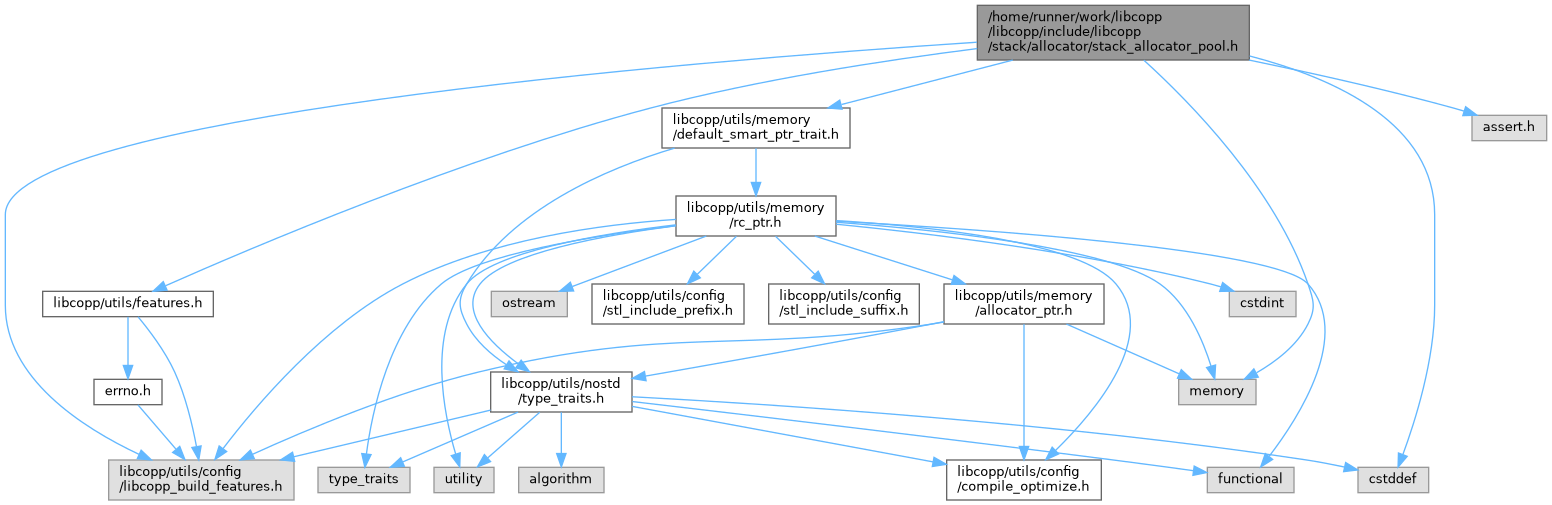 /home/runner/work/libcopp
/libcopp/include/libcopp
/stack/allocator/stack_allocator_pool.h
libcopp/utils/memory
/default_smart_ptr_trait.h
assert.h
libcopp/utils/memory
/rc_ptr.h
libcopp/utils/features.h
ostream
libcopp/utils/config
/stl_include_prefix.h
libcopp/utils/config
/stl_include_suffix.h
libcopp/utils/memory
/allocator_ptr.h
cstdint
errno.h
libcopp/utils/nostd
/type_traits.h
memory
libcopp/utils/config
/libcopp_build_features.h
type_traits
utility
algorithm
libcopp/utils/config
/compile_optimize.h
functional
cstddef